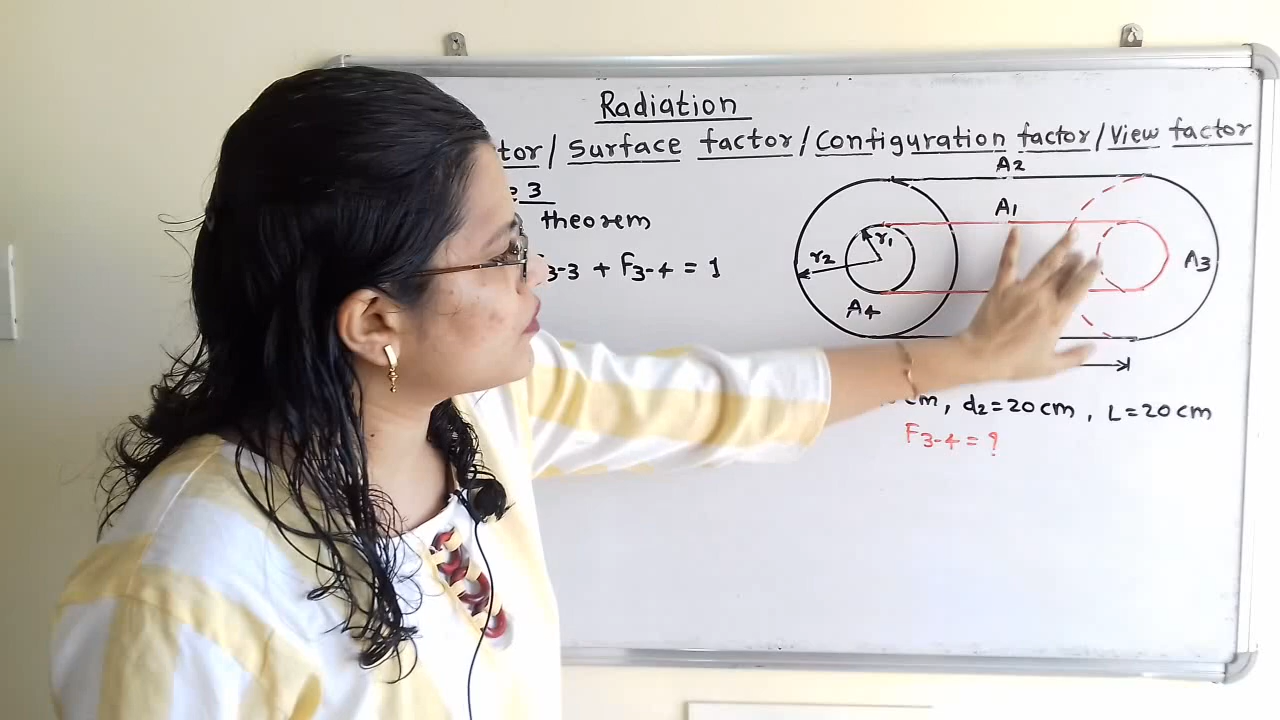 Radiation
/ Surface factor / Configuration factor / View factor
3
theorem
3-3 + F3-4 = 1
A2
A1
r1
r2
A3
A4
cm, d2 = 20 cm, L = 20 cm
F3-4 = ?